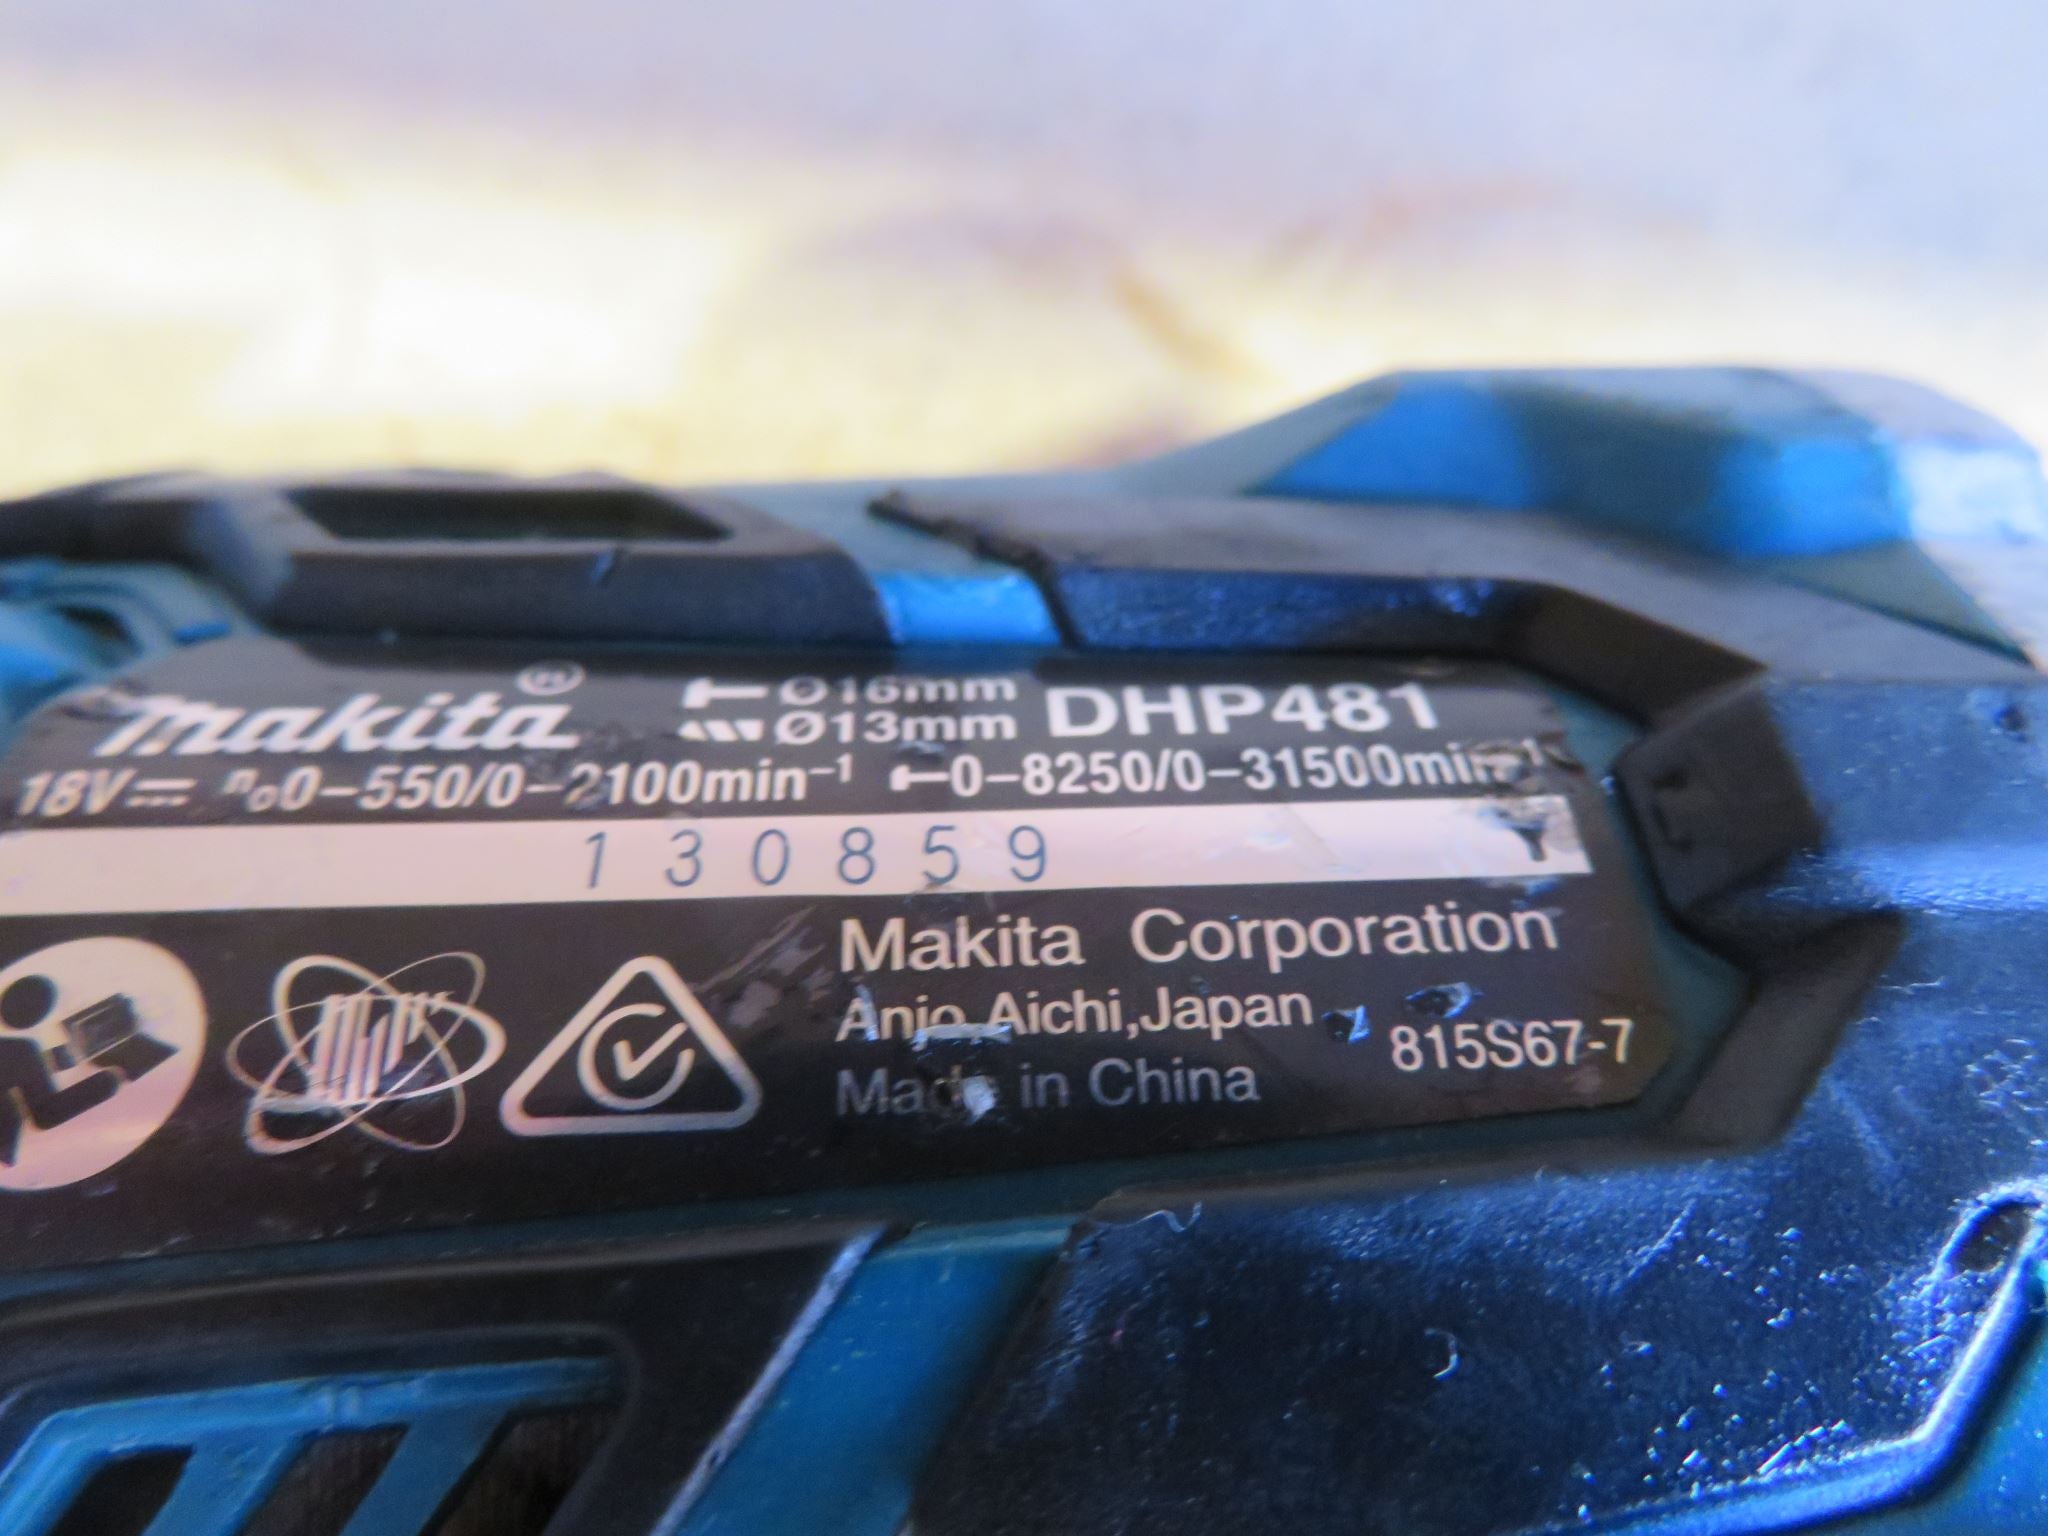 makita® Ø16mm DHP481
Ø13mm
18V n₀0-550/0-2100min⁻¹ 0-8250/0-31500min⁻¹
130859 Y
Makita Corporation
Anjo, Aichi, Japan
815S67-7
Made in China